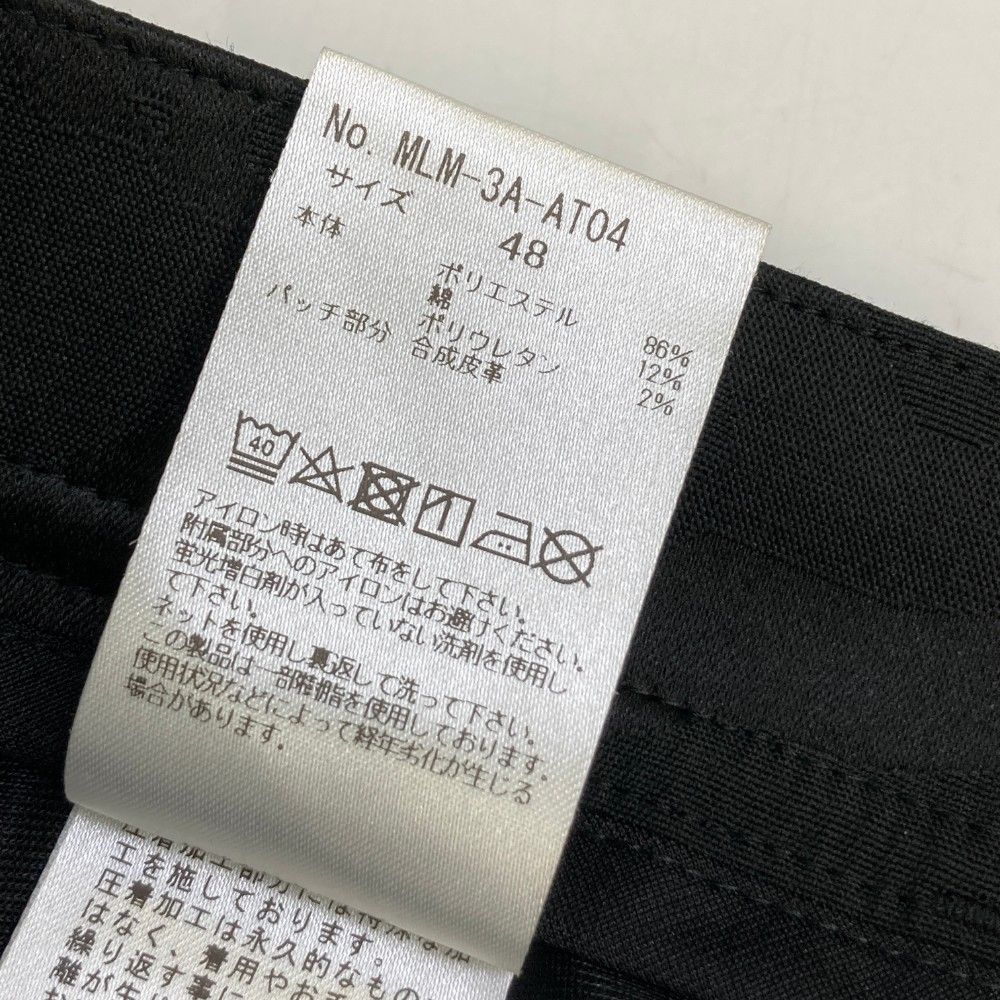 No. MLM-3A-AT04
サイズ 48
本体 ポリエステル 86%
綿 12%
ポリウレタン 2%
パッチ部分 合成皮革
40
アイロン時はあて布をして下さい。
附属部分へのアイロンはお避けください。
蛍光増白剤が入っていない洗剤を使用し
て下さい。
ネットを使用し裏返して洗って下さい。
この製品は一部樹脂を使用しております。
使用状況などによって経年劣化が生じる
場合があります。
工を施しております。
圧着加工は永久的なもの
はなく、着用や
繰り返す事に
離が生